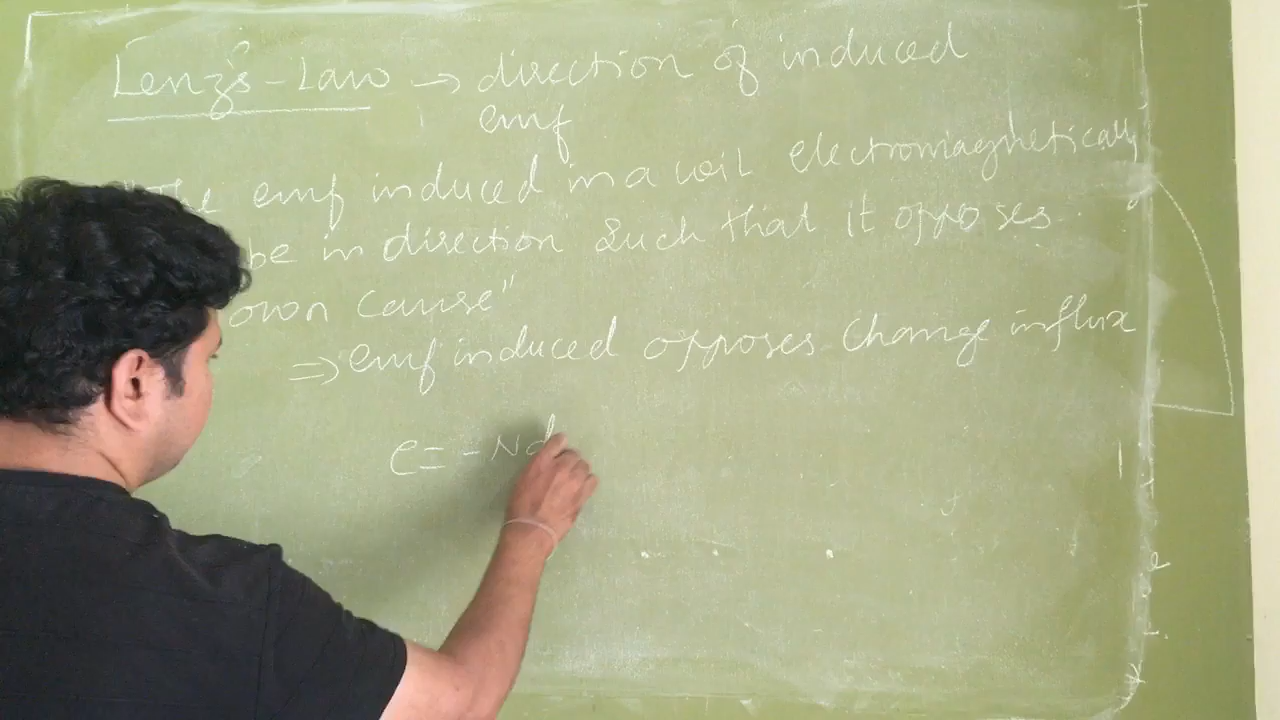 Lenz's-Law → direction of induced
emf
"The emf induced in a coil electromagnetically
be in direction such that it opposes
own cause"
⇒ emf induced opposes change in flux
e = -Nd